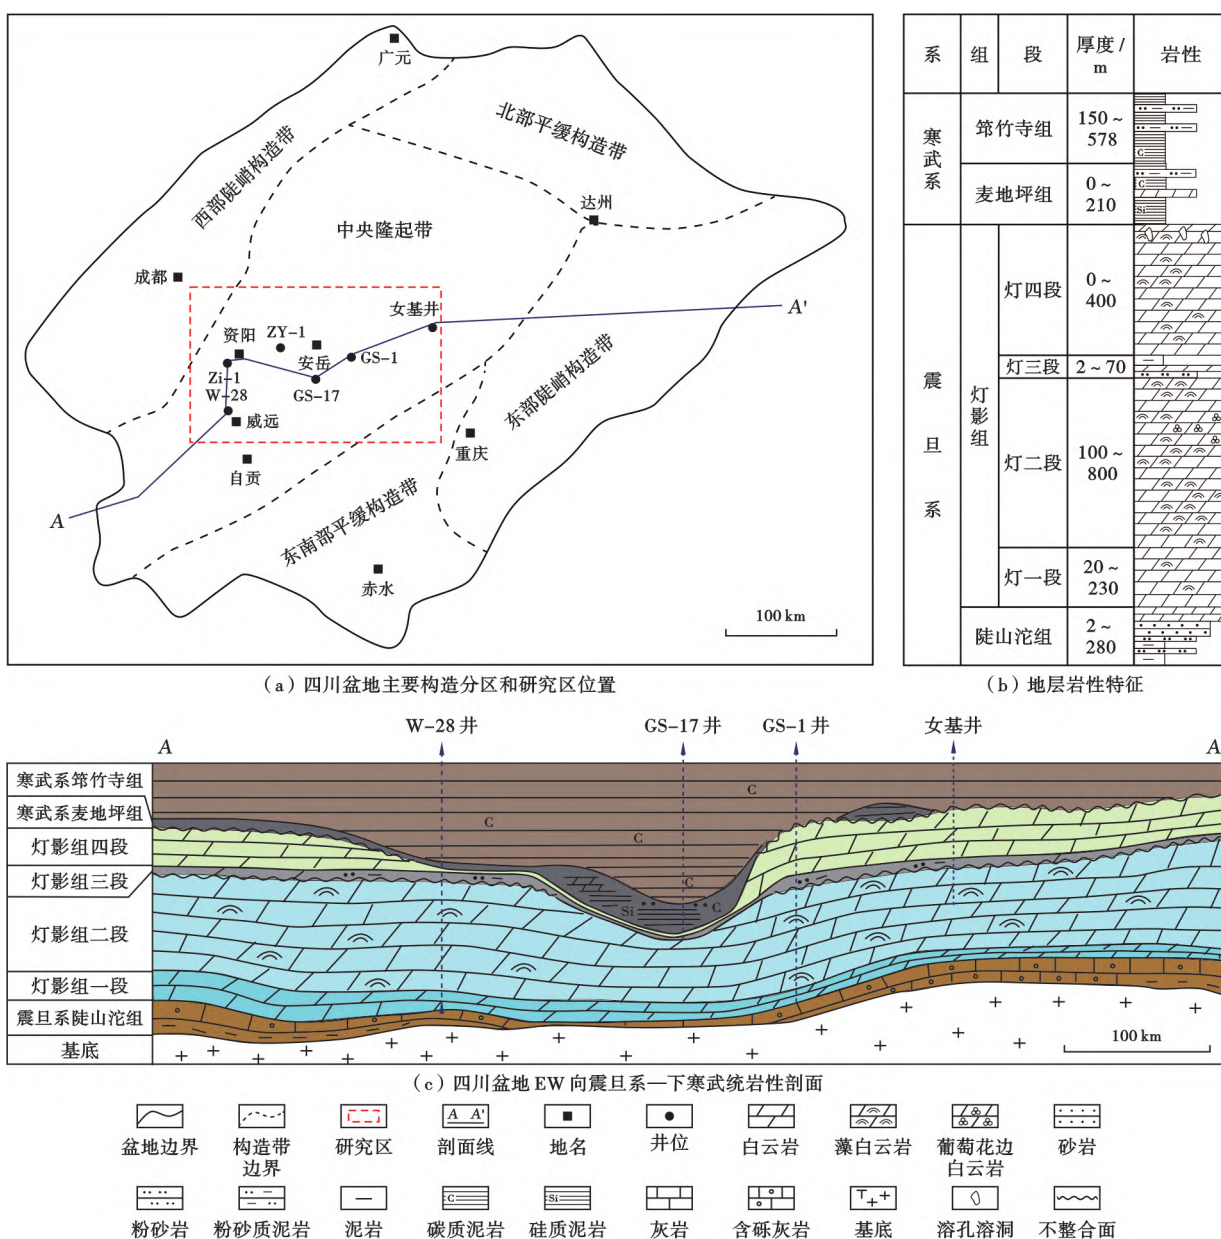 广元
北部平缓构造带
西部陡峭构造带
达州
中央隆起带
成都
女基井
A'
资阳
ZY-1
安岳
GS-1
Zi-1
GS-17
W-28
威远
东部陡峭构造带
重庆
自贡
A
东南部平缓构造带
赤水
100 km
(a) 四川盆地主要构造分区和研究区位置
系
组
段
厚度/
m
岩性
寒武系
筇竹寺组
150~
578
C
麦地坪组
0~
210
C
Si
震旦系
灯影组
灯四段
0~
400
灯三段
2~70
灯二段
100~
800
灯一段
20~
230
陡山沱组
2~
280
(b) 地层岩性特征
W-28 井
GS-17 井
GS-1 井
女基井
A
A
寒武系筇竹寺组
寒武系麦地坪组
灯影组四段
灯影组三段
灯影组二段
灯影组一段
震旦系陡山沱组
基底
C
C
C
C
Si
C
100 km
(c) 四川盆地 EW 向震旦系—下寒武统岩性剖面
A A'
盆地边界
构造带
边界
研究区
剖面线
地名
井位
白云岩
藻白云岩
葡萄花边
白云岩
砂岩
C
Si
粉砂岩
粉砂质泥岩
泥岩
碳质泥岩
硅质泥岩
灰岩
含砾灰岩
基底
溶孔溶洞
不整合面